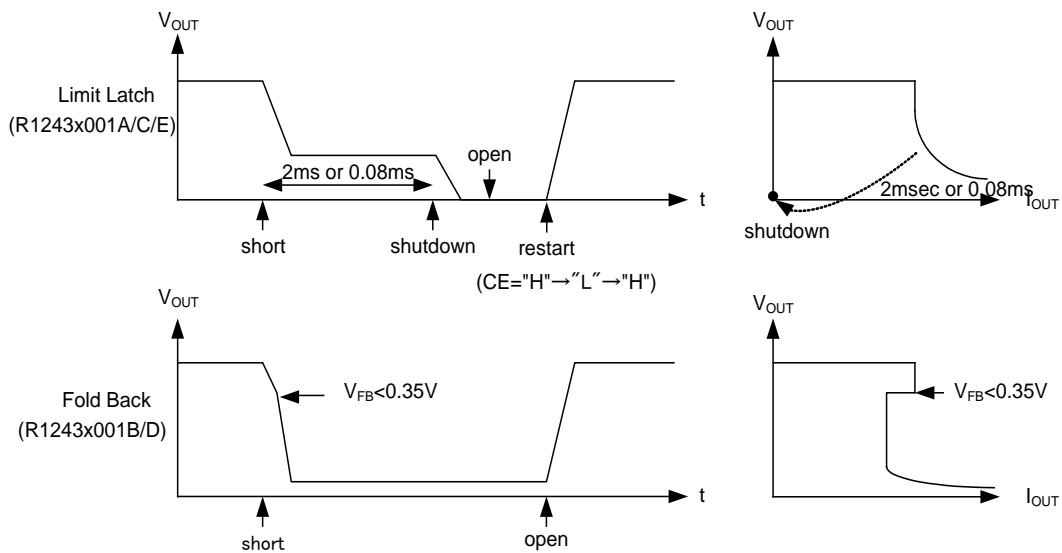 VOUT
Limit Latch
(R1243x001A/C/E)
2ms or 0.08ms
open
t
short
shutdown
restart
(CE="H"→″L″→"H")
VOUT
2msec or 0.08ms
IOUT
shutdown
VOUT
Fold Back
(R1243x001B/D)
VFB<0.35V
t
short
open
VOUT
VFB<0.35V
IOUT